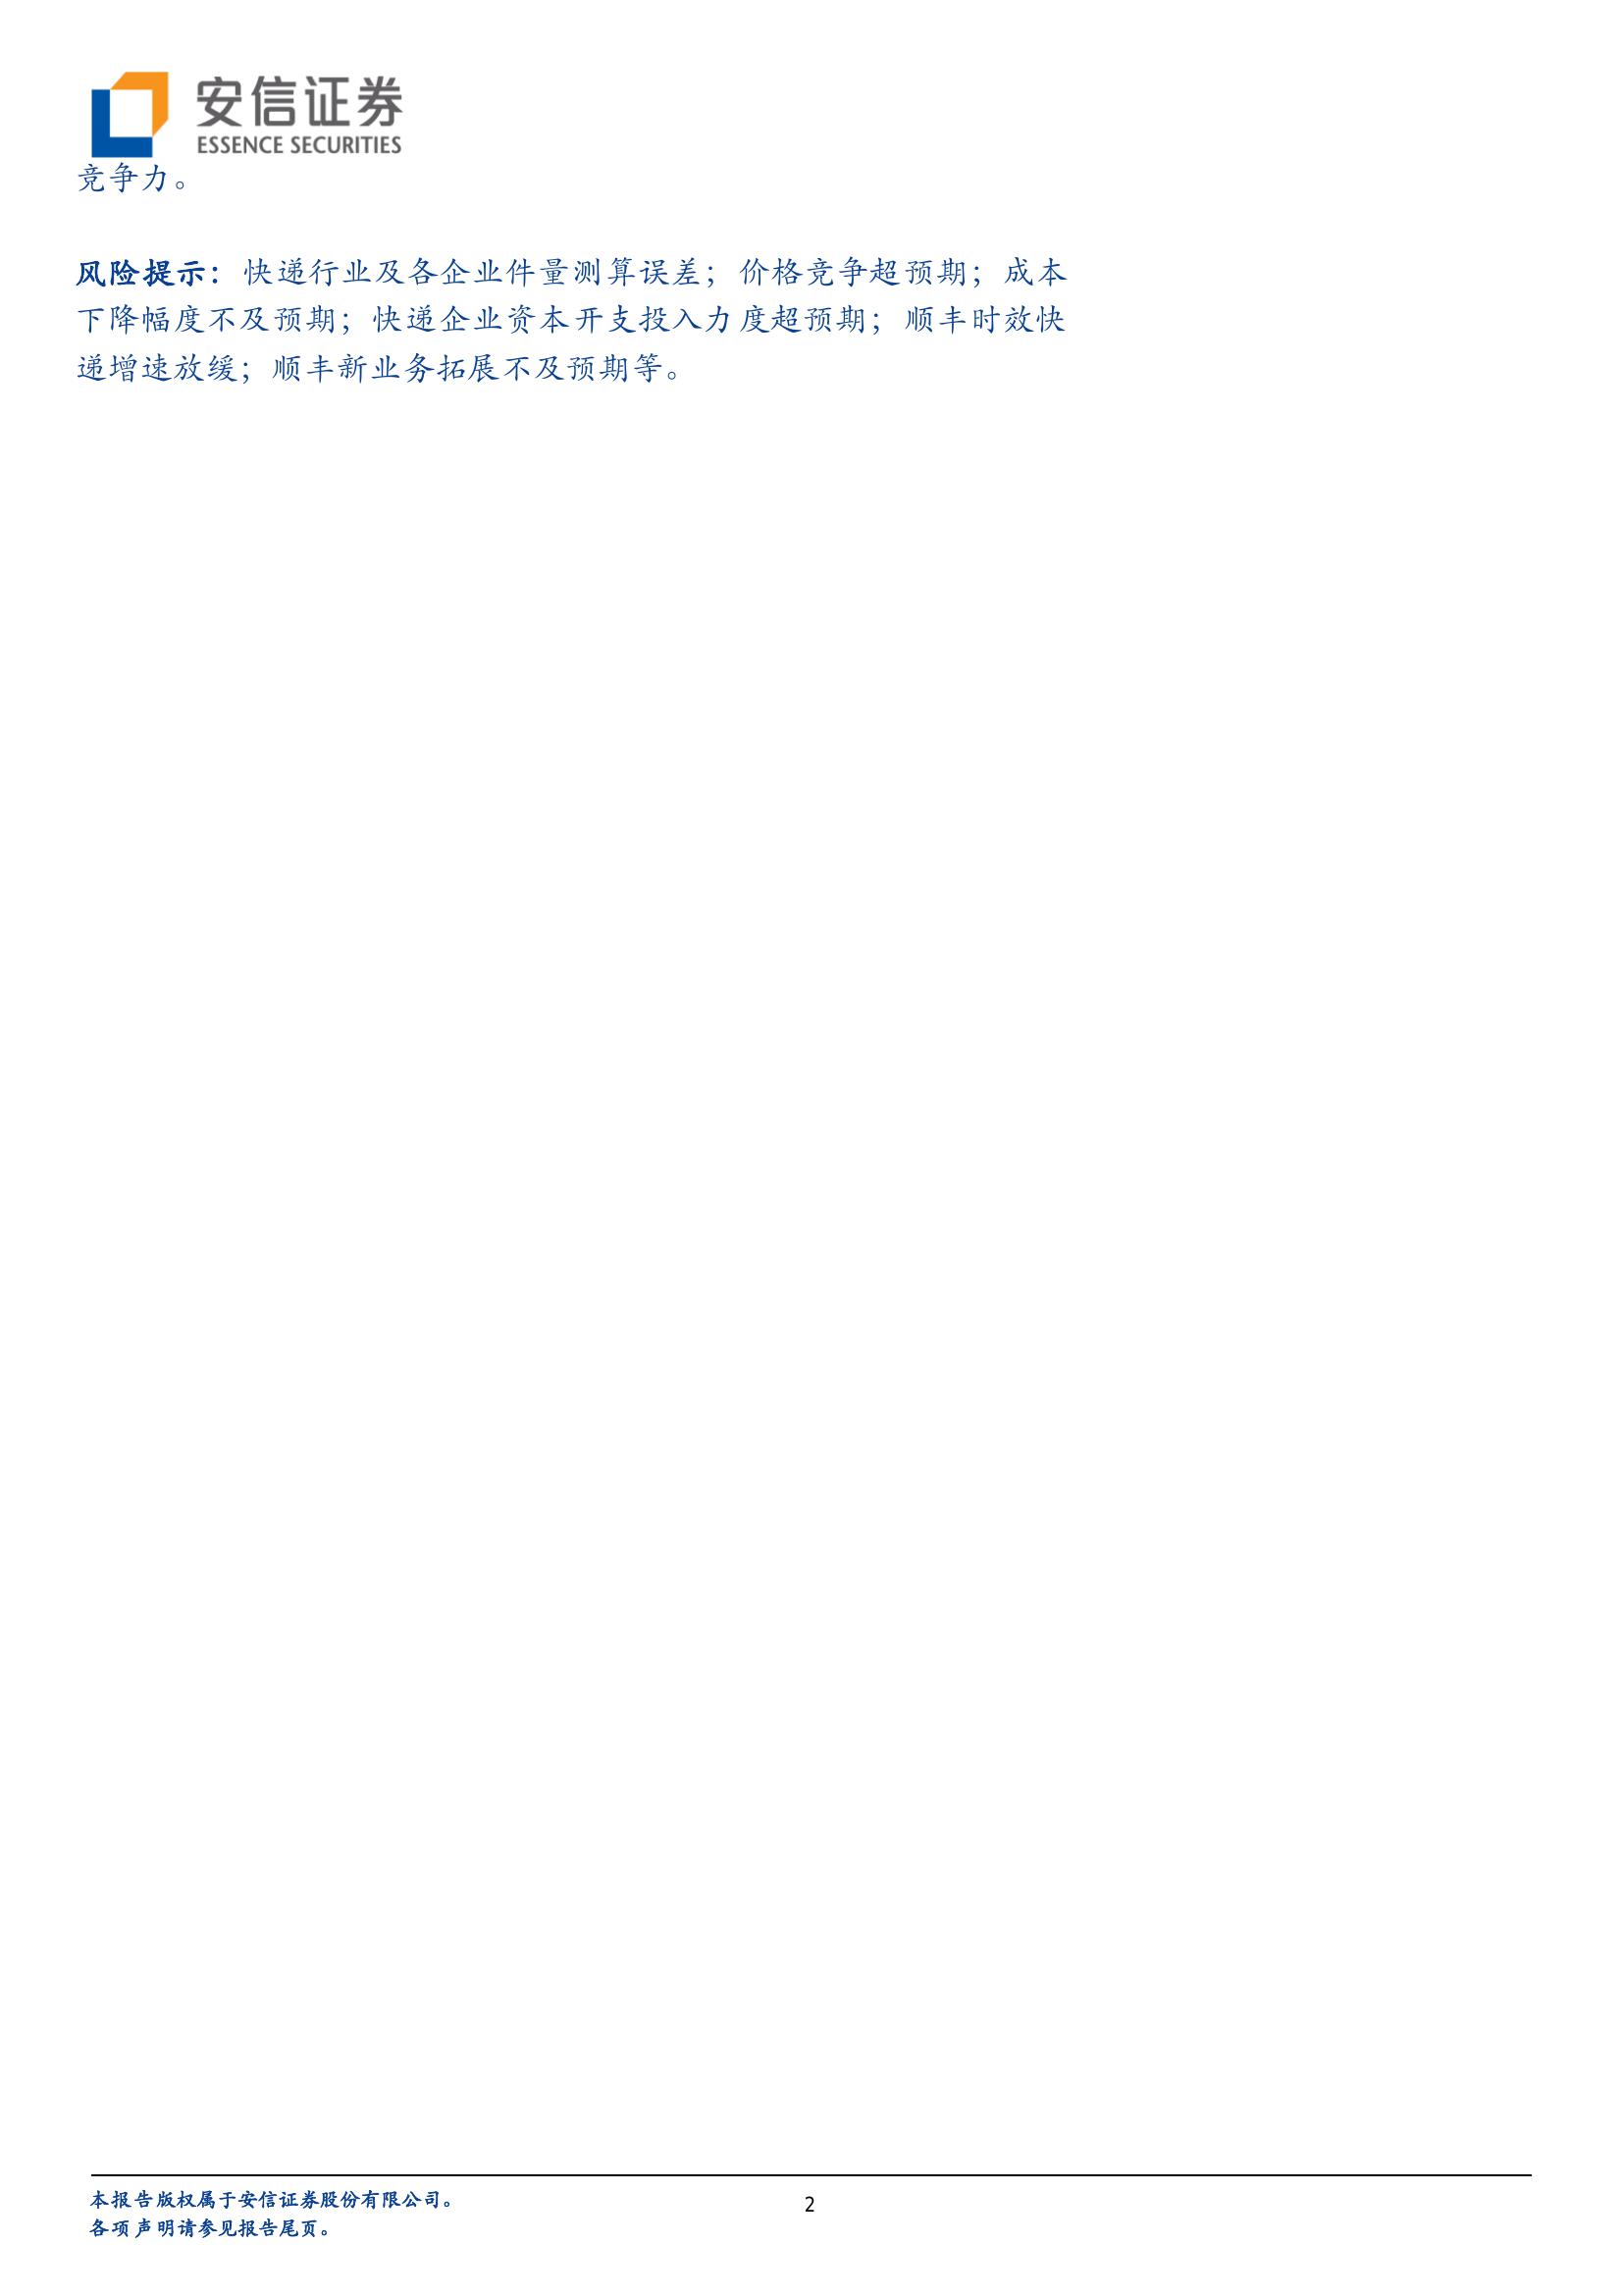 安信证券
ESSENCE SECURITIES
竞争力。
风险提示：快递行业及各企业件量测算误差；价格竞争超预期；成本
下降幅度不及预期；快递企业资本开支投入力度超预期；顺丰时效快
递增速放缓；顺丰新业务拓展不及预期等。
本报告版权属于安信证券股份有限公司。
2
各项声明请参见报告尾页。